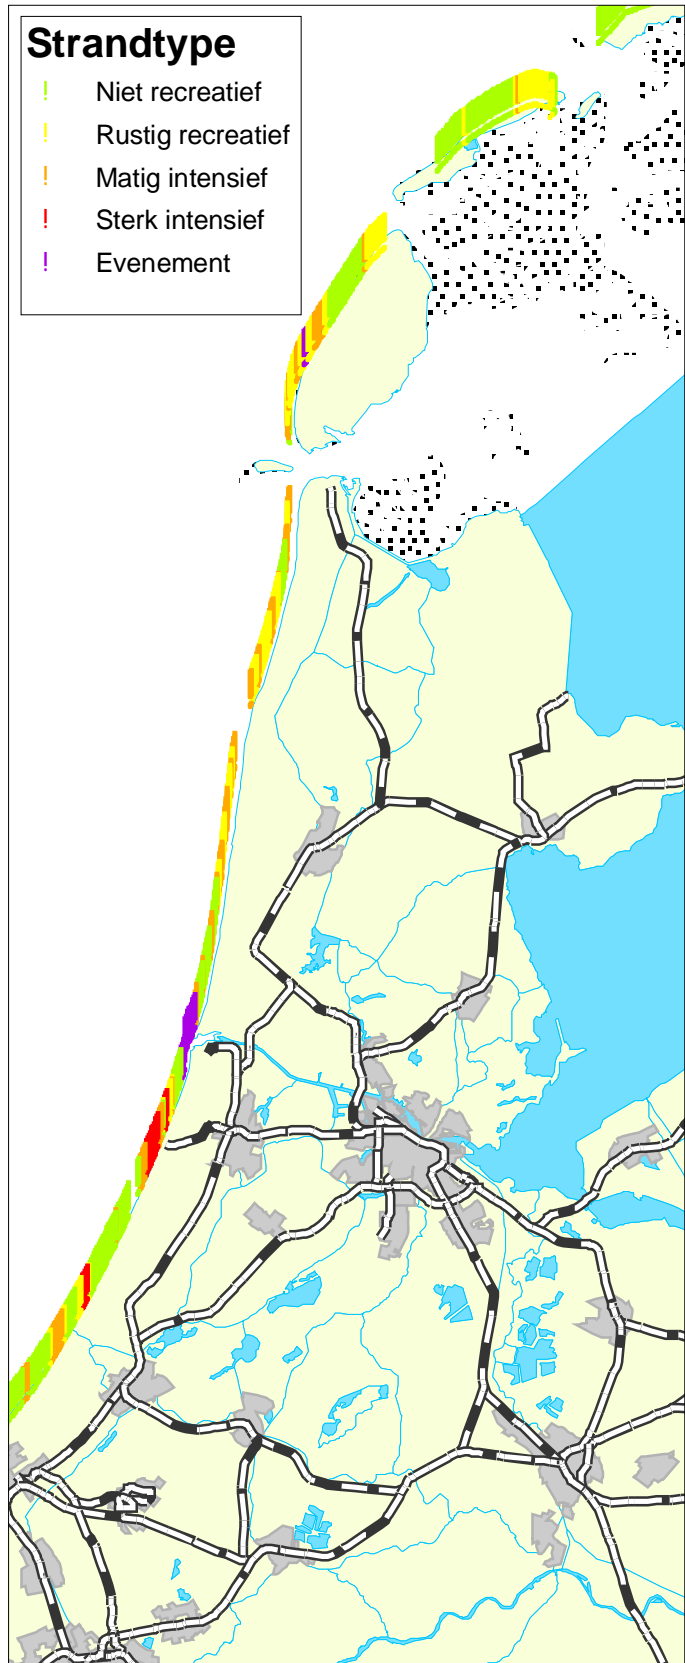 Strandtype
! Niet recreatief
! Rustig recreatief
! Matig intensief
! Sterk intensief
! Evenement